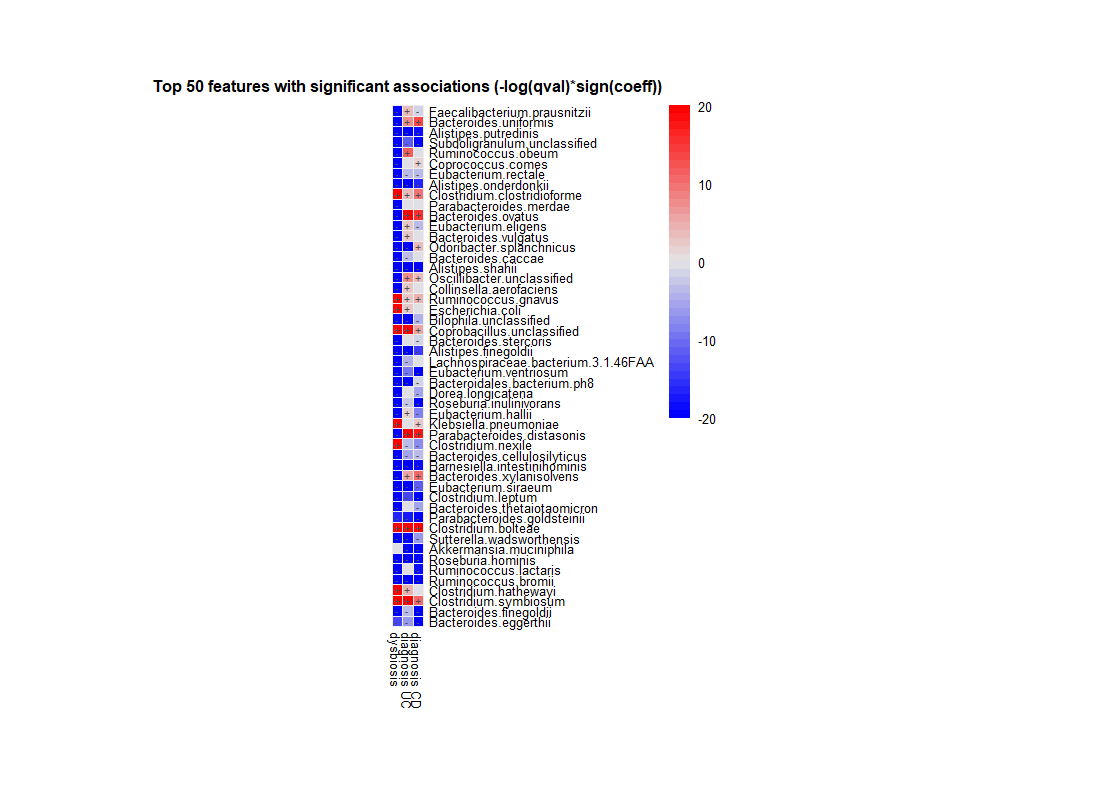 Top 50 features with significant associations (-log(qval)*sign(coeff))
Faecalibacterium.prausnitzii
Bacteroides.uniformis
Alistipes.putredinis
Subdoligranulum.unclassified
Ruminococcus.obeum
Coprococcus.comes
Eubacterium.rectale
Alistipes.onderdonkii
Clostridium.clostridioforme
Parabacteroides.merdae
Bacteroides.ovatus
Eubacterium.eligens
Bacteroides.vulgatus
Odoribacter.splanchnicus
Bacteroides.caccae
Alistipes.shahii
Oscillibacter.unclassified
Collinsella.aerofaciens
Ruminococcus.gnavus
Escherichia.coli
Bilophila.unclassified
Coprobacillus.unclassified
Bacteroides.stercoris
Alistipes.finegoldii
Lachnospiraceae.bacterium.3.1.46FAA
Eubacterium.ventriosum
Bacteroidales.bacterium.ph8
Dorea.longicatena
Roseburia.inulinivorans
Eubacterium.hallii
Klebsiella.pneumoniae
Parabacteroides.distasonis
Clostridium.nexile
Bacteroides.cellulosilyticus
Barnesiella.intestinihominis
Bacteroides.xylanisolvens
Eubacterium.siraeum
Clostridium.leptum
Bacteroides.thetaiotaomicron
Parabacteroides.goldsteinii
Clostridium.bolteae
Sutterella.wadsworthensis
Akkermansia.muciniphila
Roseburia.hominis
Ruminococcus.lactaris
Ruminococcus.bromii
Clostridium.hathewayi
Clostridium.symbiosum
Bacteroides.finegoldii
Bacteroides.eggerthii
dysbiosis
diagnosis UC
diagnosis CD
20
10
0
-10
-20